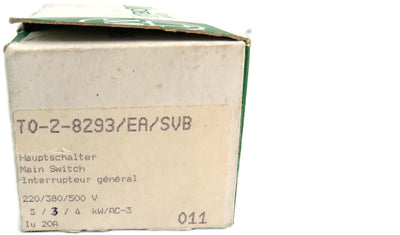 TO-2-8293/EA/SVB
Hauptschalter
Main Switch
Interrupteur général
220/380/500 V
3 / 3 / 4 kW/AC-3
Iu 20A
011